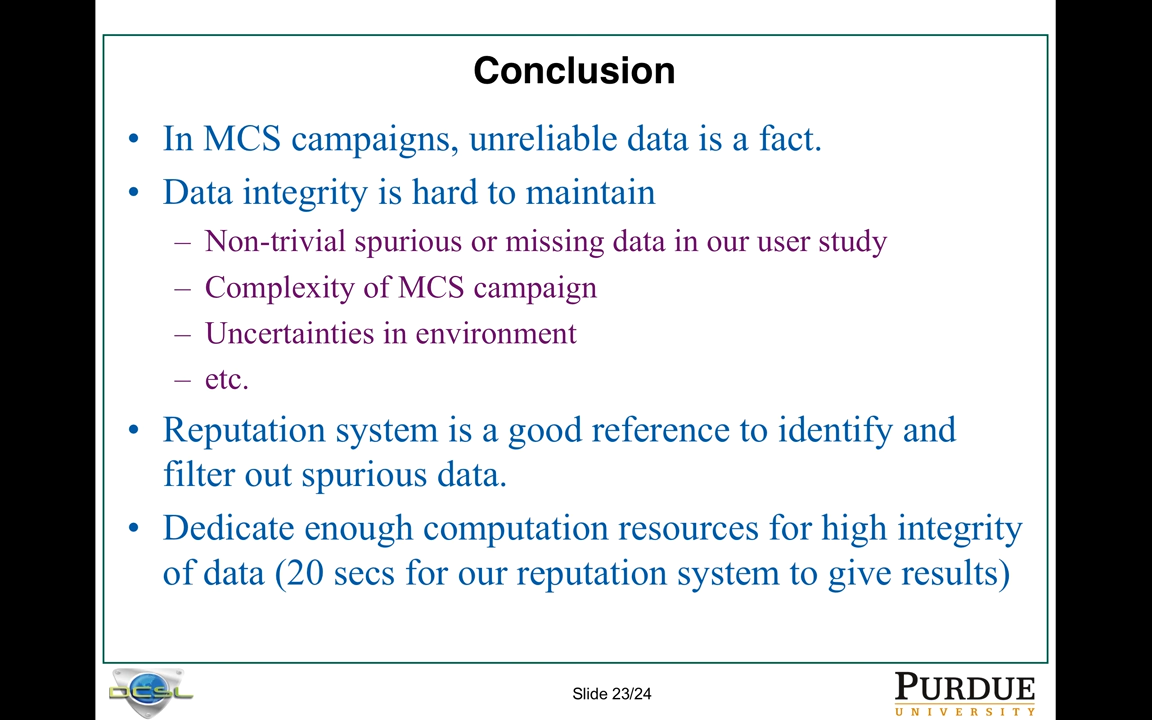 Conclusion
• In MCS campaigns, unreliable data is a fact.
• Data integrity is hard to maintain
– Non-trivial spurious or missing data in our user study
– Complexity of MCS campaign
– Uncertainties in environment
– etc.
• Reputation system is a good reference to identify and
filter out spurious data.
• Dedicate enough computation resources for high integrity
of data (20 secs for our reputation system to give results)
DCSL
Slide 23/24
PURDUE
UNIVERSITY